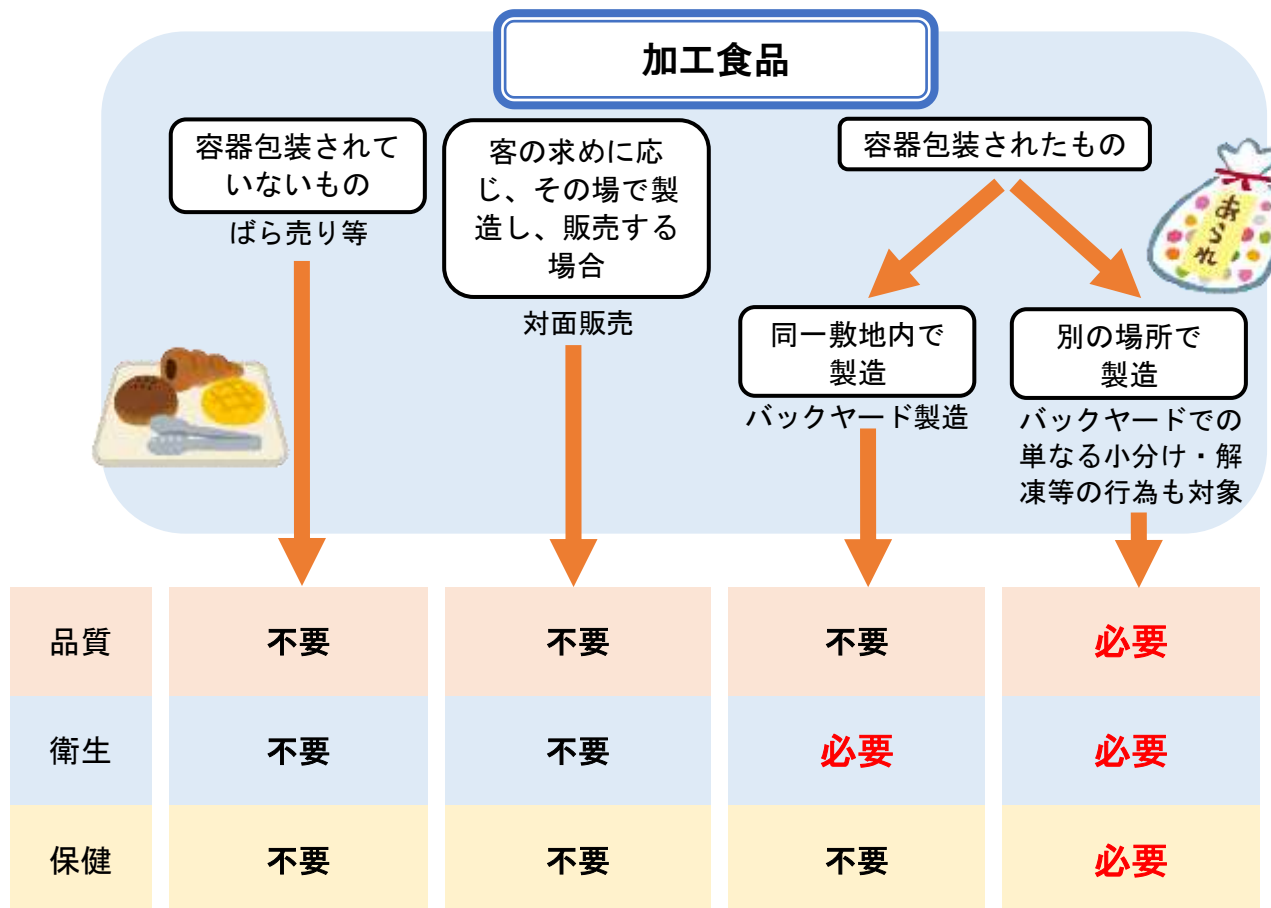 加工食品
容器包装されて
いないもの
ばら売り等
客の求めに応
じ、その場で製
造し、販売する
場合
対面販売
容器包装されたもの
あられ
同一敷地内で
製造
バックヤード製造
別の場所で
製造
バックヤードでの
単なる小分け・解
凍等の行為も対象
品質
不要
不要
不要
必要
衛生
不要
不要
必要
必要
保健
不要
不要
不要
必要